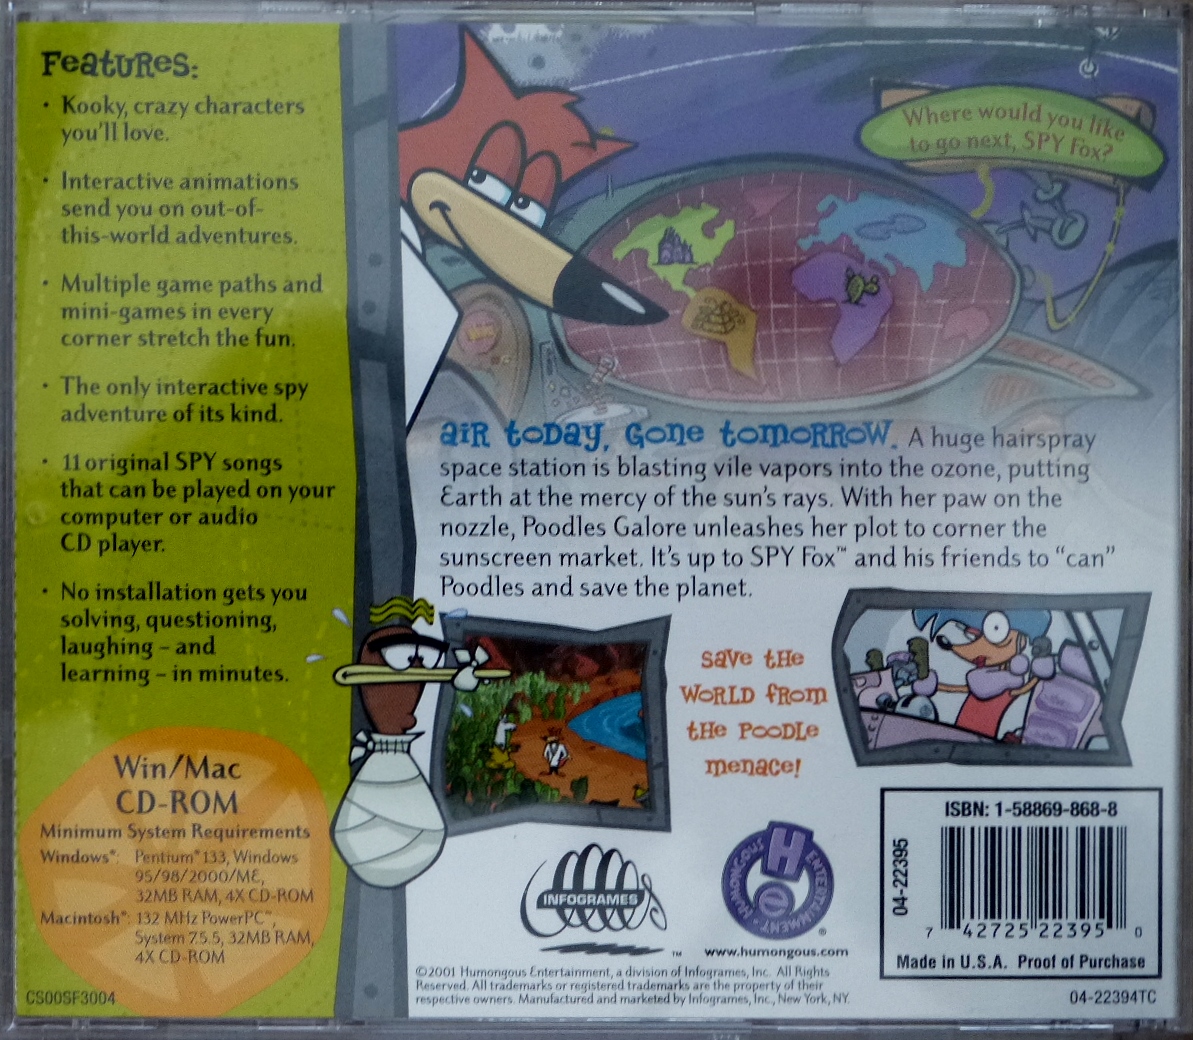 Features:
• Kooky, crazy characters
you'll love.
• Interactive animations
send you on out-of-
this-world adventures.
• Multiple game paths and
mini-games in every
corner stretch the fun.
• The only interactive spy
adventure of its kind.
• 11 original SPY songs
that can be played on your
computer or audio
CD player.
• No installation gets you
solving, questioning,
laughing – and
learning – in minutes.
Win/Mac
CD-ROM
Minimum System Requirements
Windows®: Pentium® 133, Windows
95/98/2000/ME,
32MB RAM, 4X CD-ROM
Macintosh®: 132 MHz PowerPC™,
System 7.5.5, 32MB RAM,
4X CD-ROM
CS00SF3004
Where would you like
to go next, SPY Fox?
AIR TODAY, GONE TOMORROW. A huge hairspray
space station is blasting vile vapors into the ozone, putting
Earth at the mercy of the sun's rays. With her paw on the
nozzle, Poodles Galore unleashes her plot to corner the
sunscreen market. It's up to SPY Fox™ and his friends to "can"
Poodles and save the planet.
SAVE THE
WORLD FROM
THE POODLE
MENACE!
INFOGRAMES
™
HUMONGOUS ENTERTAINMENT ®
www.humongous.com
©2001 Humongous Entertainment, a division of Infogrames, Inc. All Rights
Reserved. All trademarks or registered trademarks are the property of their
respective owners. Manufactured and marketed by Infogrames, Inc., New York, NY.
ISBN: 1-58869-868-8
04-22395
7 42725 22395 0
Made in U.S.A. Proof of Purchase
04-22394TC